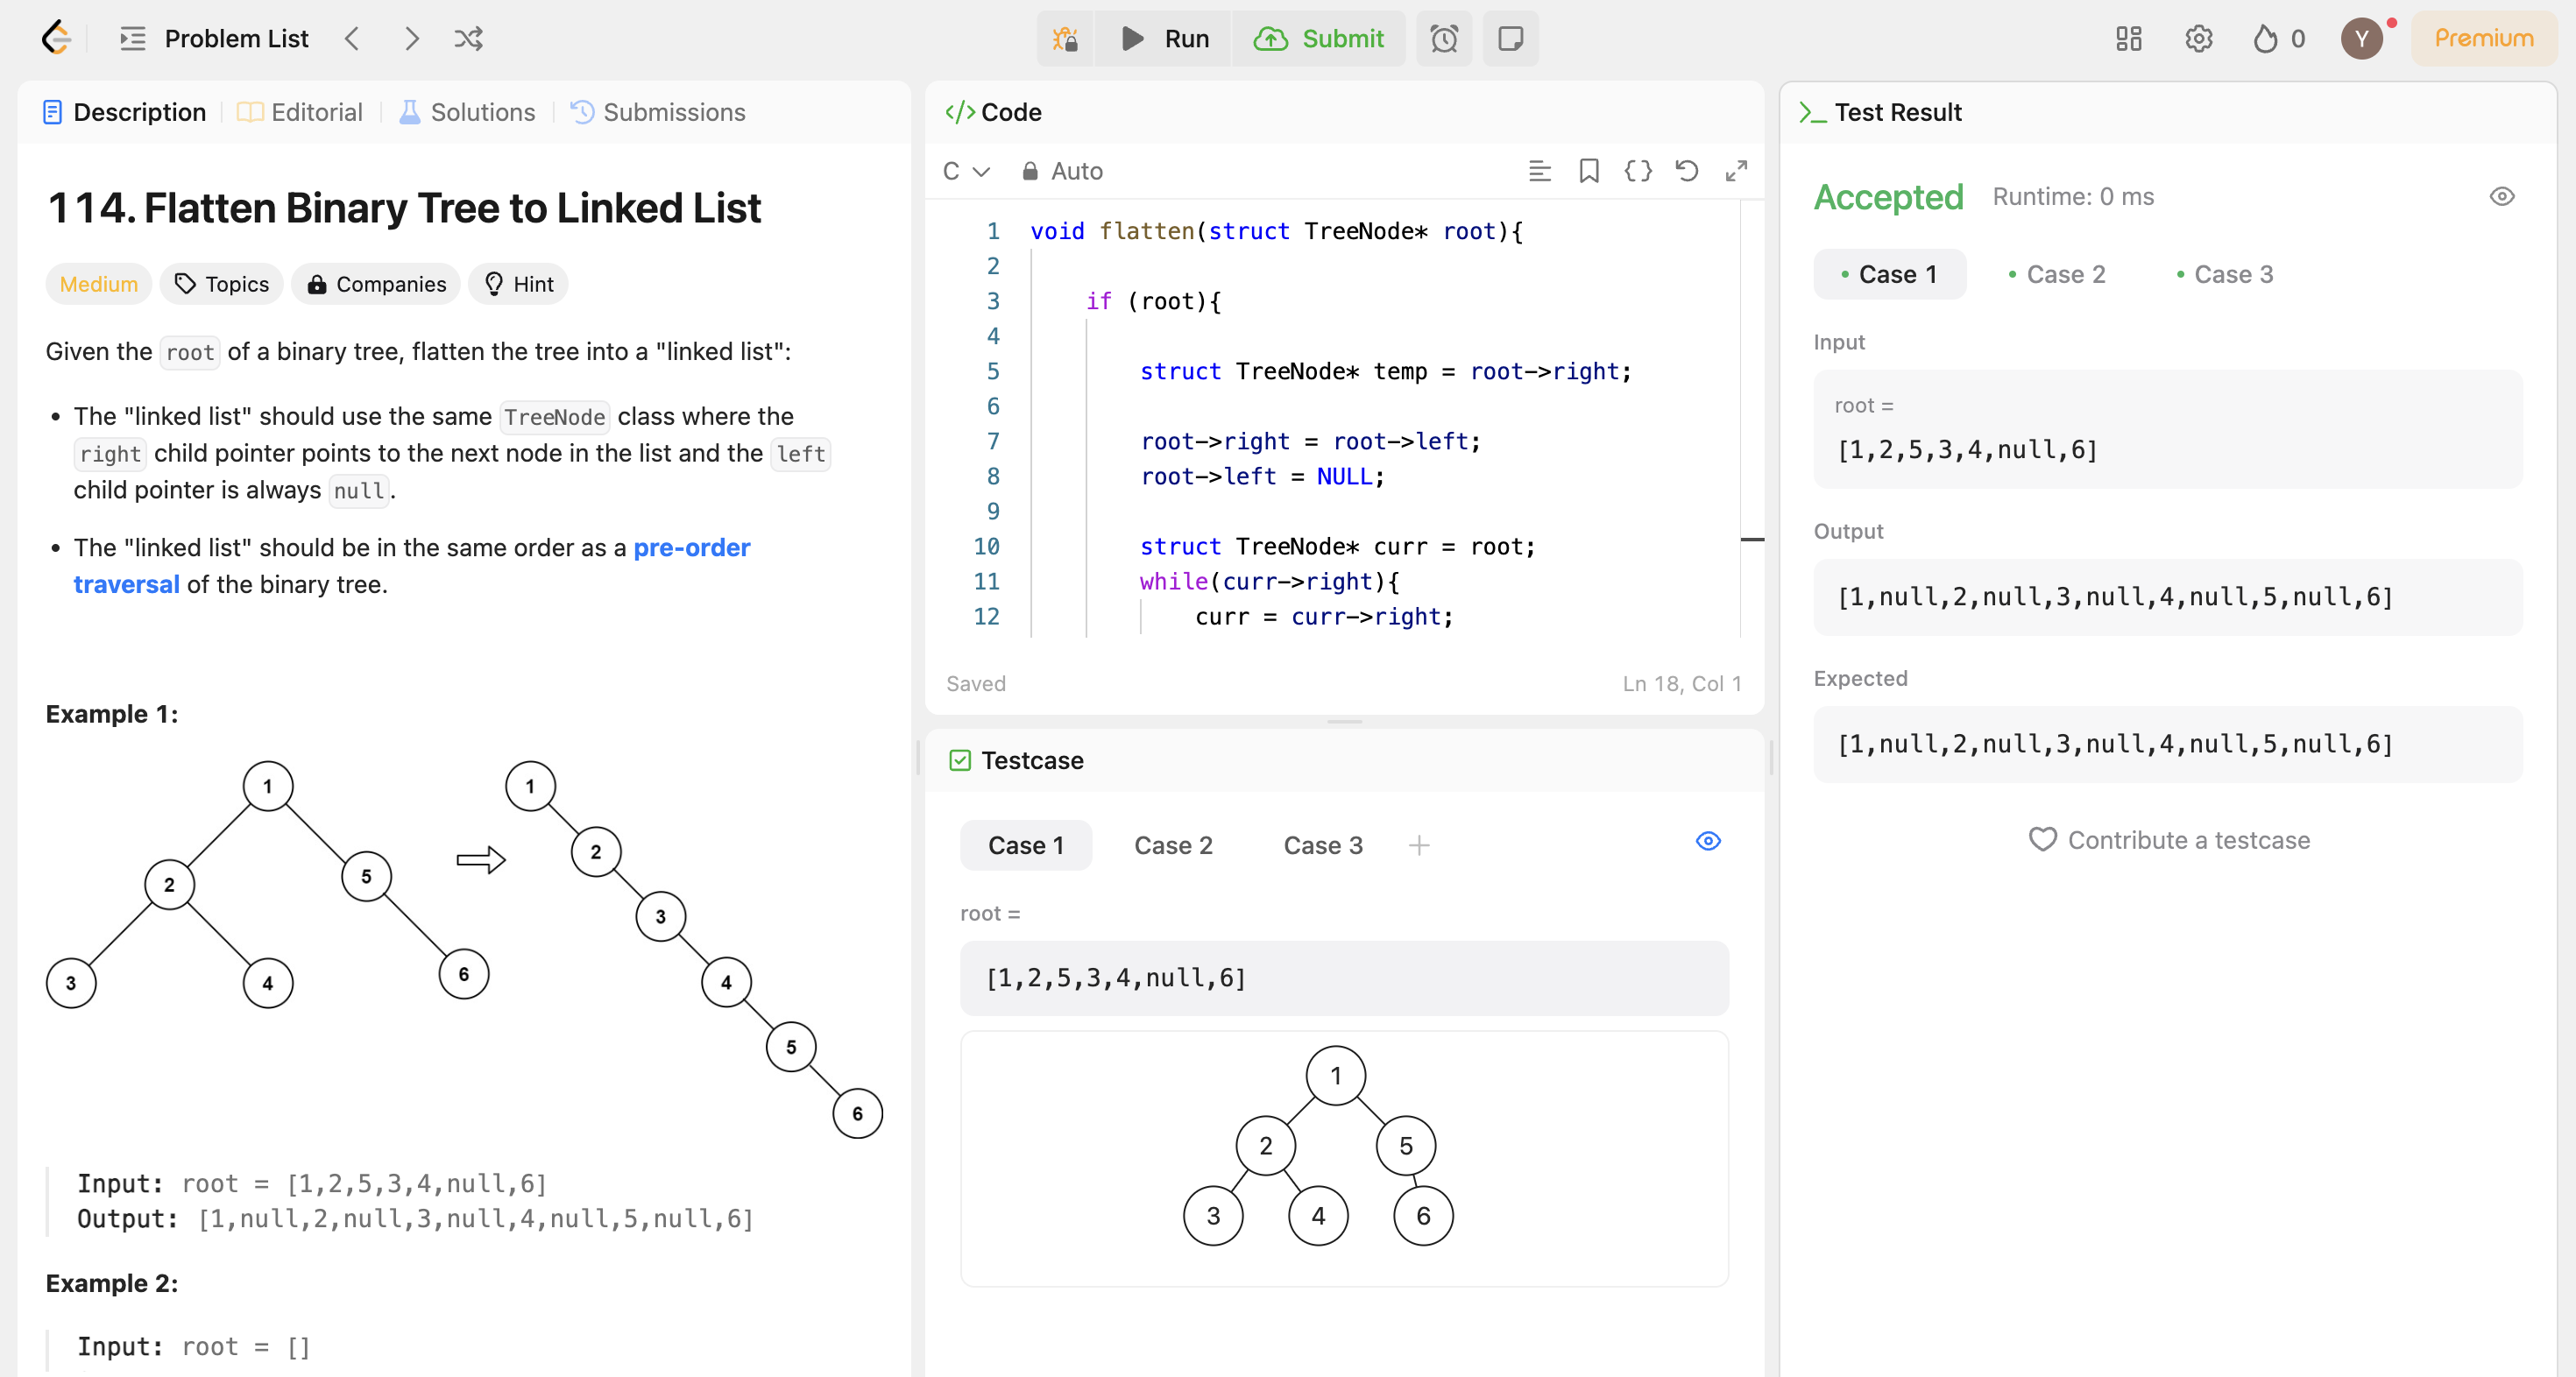 Problem List
Run
Submit
0
Y
Premium
Description
Editorial
Solutions
Submissions
114. Flatten Binary Tree to Linked List
Medium
Topics
Companies
Hint
Given the root of a binary tree, flatten the tree into a "linked list":
• The "linked list" should use the same TreeNode class where the
right child pointer points to the next node in the list and the left
child pointer is always null.
• The "linked list" should be in the same order as a pre-order
traversal of the binary tree.
Example 1:
1
2
5
3
4
6
1
2
3
4
5
6
Input: root = [1,2,5,3,4,null,6]
Output: [1,null,2,null,3,null,4,null,5,null,6]
Example 2:
Input: root = []
Code
C
Auto
1 void flatten(struct TreeNode* root){
2
3 if (root){
4
5 struct TreeNode* temp = root->right;
6
7 root->right = root->left;
8 root->left = NULL;
9
10 struct TreeNode* curr = root;
11 while(curr->right){
12 curr = curr->right;
Saved
Ln 18, Col 1
Testcase
Case 1
Case 2
Case 3
root =
[1,2,5,3,4,null,6]
1
2
5
3
4
6
Test Result
Accepted
Runtime: 0 ms
Case 1
Case 2
Case 3
Input
root =
[1,2,5,3,4,null,6]
Output
[1,null,2,null,3,null,4,null,5,null,6]
Expected
[1,null,2,null,3,null,4,null,5,null,6]
Contribute a testcase